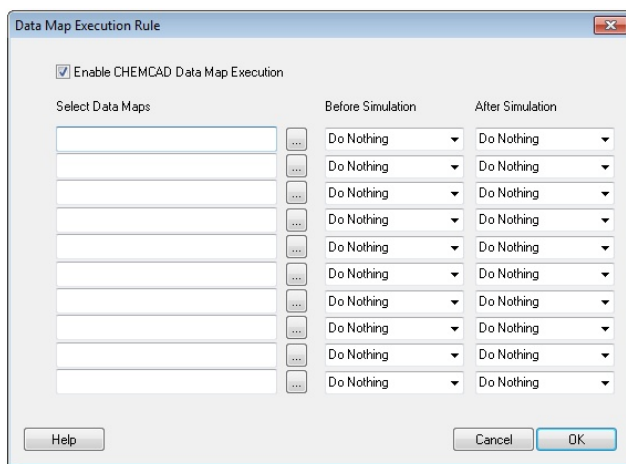 Data Map Execution Rule
Enable CHEMCAD Data Map Execution
Select Data Maps Before Simulation After Simulation
... Do Nothing Do Nothing
... Do Nothing Do Nothing
... Do Nothing Do Nothing
... Do Nothing Do Nothing
... Do Nothing Do Nothing
... Do Nothing Do Nothing
... Do Nothing Do Nothing
... Do Nothing Do Nothing
... Do Nothing Do Nothing
... Do Nothing Do Nothing
Help Cancel OK